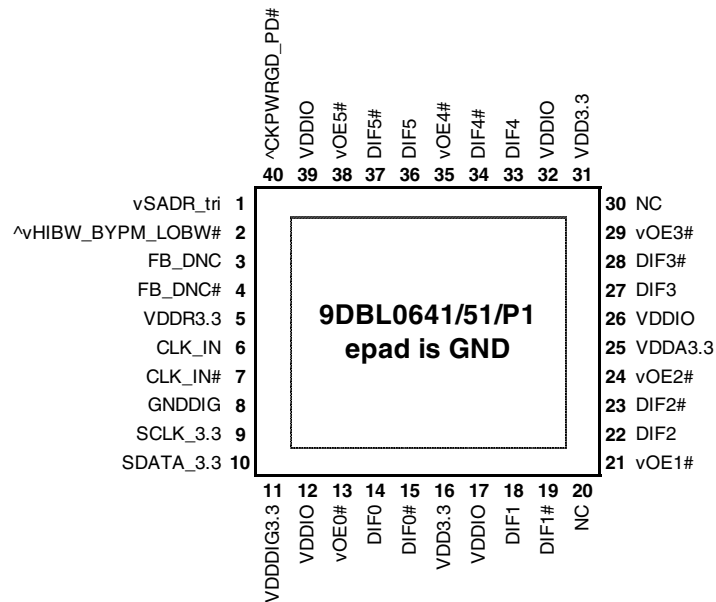 ^CKPWRGD_PD#
VDDIO
vOE5#
DIF5#
DIF5
vOE4#
DIF4#
DIF4
VDDIO
VDD3.3
40 39 38 37 36 35 34 33 32 31
vSADR_tri 1
^vHIBW_BYPM_LOBW# 2
FB_DNC 3
FB_DNC# 4
VDDR3.3 5
CLK_IN 6
CLK_IN# 7
GNDDIG 8
SCLK_3.3 9
SDATA_3.3 10
9DBL0641/51/P1
epad is GND
30 NC
29 vOE3#
28 DIF3#
27 DIF3
26 VDDIO
25 VDDA3.3
24 vOE2#
23 DIF2#
22 DIF2
21 vOE1#
11 12 13 14 15 16 17 18 19 20
VDDDIG3.3
VDDIO
vOE0#
DIF0
DIF0#
VDD3.3
VDDIO
DIF1
DIF1#
NC